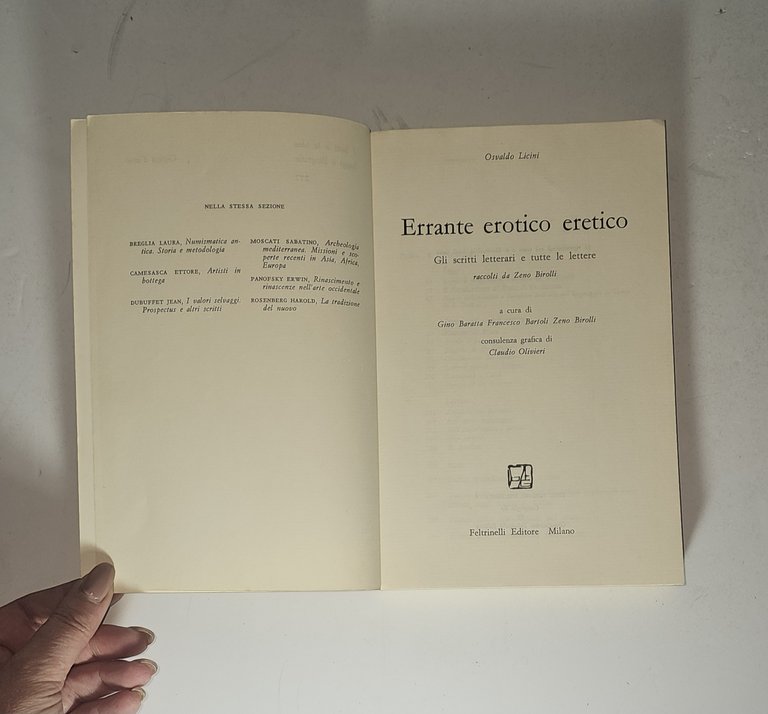 NELLA STESSA SEZIONE
BREGLIA LAURA, Numismatica an-
tica. Storia e metodologia
CAMESASCA ETTORE, Artisti in
bottega
DUBUFFET JEAN, I valori selvaggi.
Prospectus e altri scritti
MOSCATI SABATINO, Archeologia
mediterranea. Missioni e sco-
perte recenti in Asia, Africa,
Europa
PANOFSKY ERWIN, Rinascimento e
rinascenze nell'arte occidentale
ROSENBERG HAROLD, La tradizione
del nuovo
Osvaldo Licini
Errante erotico eretico
Gli scritti letterari e tutte le lettere
raccolti da Zeno Birolli
a cura di
Gino Baratta Francesco Bartoli Zeno Birolli
consulenza grafica di
Claudio Olivieri
Feltrinelli Editore Milano